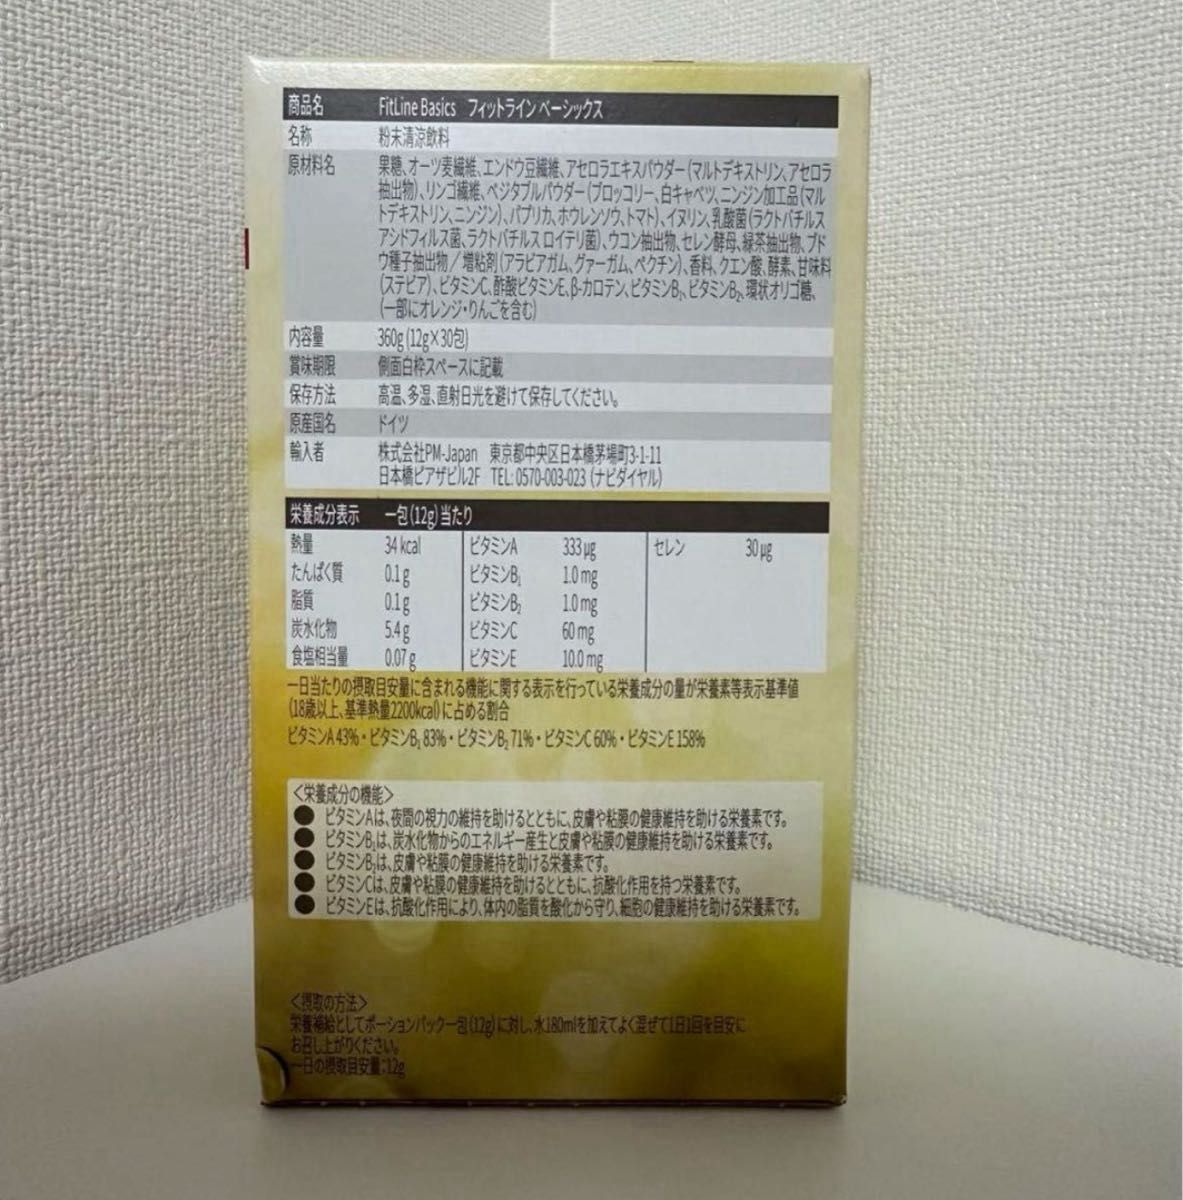 商品名 FitLine Basics フィットライン ベーシックス
名称 粉末清涼飲料
原材料名 果糖、オーツ麦繊維、エンドウ豆繊維、アセロラエキスパウダー(マルトデキストリン、アセロラ
抽出物)、リンゴ繊維、ベジタブルパウダー(ブロッコリー、白キャベツ、ニンジン加工品(マル
トデキストリン、ニンジン)、パプリカ、ホウレンソウ、トマト)、イヌリン、乳酸菌(ラクトバチルス
アシドフィルス菌、ラクトバチルス ロイテリ菌)、ウコン抽出物、セレン酵母、緑茶抽出物、ブド
ウ種子抽出物/増粘剤(アラビアガム、グァーガム、ペクチン)、香料、クエン酸、酵素、甘味料
(ステビア)、ビタミンC、酢酸ビタミンE、β-カロテン、ビタミンB₁、ビタミンB₂、環状オリゴ糖、
(一部にオレンジ・りんごを含む)
内容量 360g(12g×30包)
賞味期限 側面白枠スペースに記載
保存方法 高温、多湿、直射日光を避けて保存してください。
原産国名 ドイツ
輸入者 株式会社PM-Japan 東京都中央区日本橋茅場町3-1-11
日本橋ピアザビル2F TEL: 0570-003-023 (ナビダイヤル)
栄養成分表示 一包(12g)当たり
熱量 34 kcal ビタミンA 333 μg セレン 30 μg
たんぱく質 0.1 g ビタミンB₁ 1.0 mg
脂質 0.1 g ビタミンB₂ 1.0 mg
炭水化物 5.4 g ビタミンC 60 mg
食塩相当量 0.07 g ビタミンE 10.0 mg
一日当たりの摂取目安量に含まれる機能に関する表示を行っている栄養成分の量が栄養素等表示基準値
(18歳以上、基準熱量2200kcal)に占める割合
ビタミンA 43%・ビタミンB₁ 83%・ビタミンB₂ 71%・ビタミンC 60%・ビタミンE 158%
<栄養成分の機能>
● ビタミンAは、夜間の視力の維持を助けるとともに、皮膚や粘膜の健康維持を助ける栄養素です。
● ビタミンB₁は、炭水化物からのエネルギー産生と皮膚や粘膜の健康維持を助ける栄養素です。
● ビタミンB₂は、皮膚や粘膜の健康維持を助ける栄養素です。
● ビタミンCは、皮膚や粘膜の健康維持を助けるとともに、抗酸化作用を持つ栄養素です。
● ビタミンEは、抗酸化作用により、体内の脂質を酸化から守り、細胞の健康維持を助ける栄養素です。
<摂取の方法>
栄養補給としてポーションパック一包(12g)に対し、水180mlを加えてよく混ぜて1日1回を目安に
お召し上がりください。
一日の摂取目安量:12g